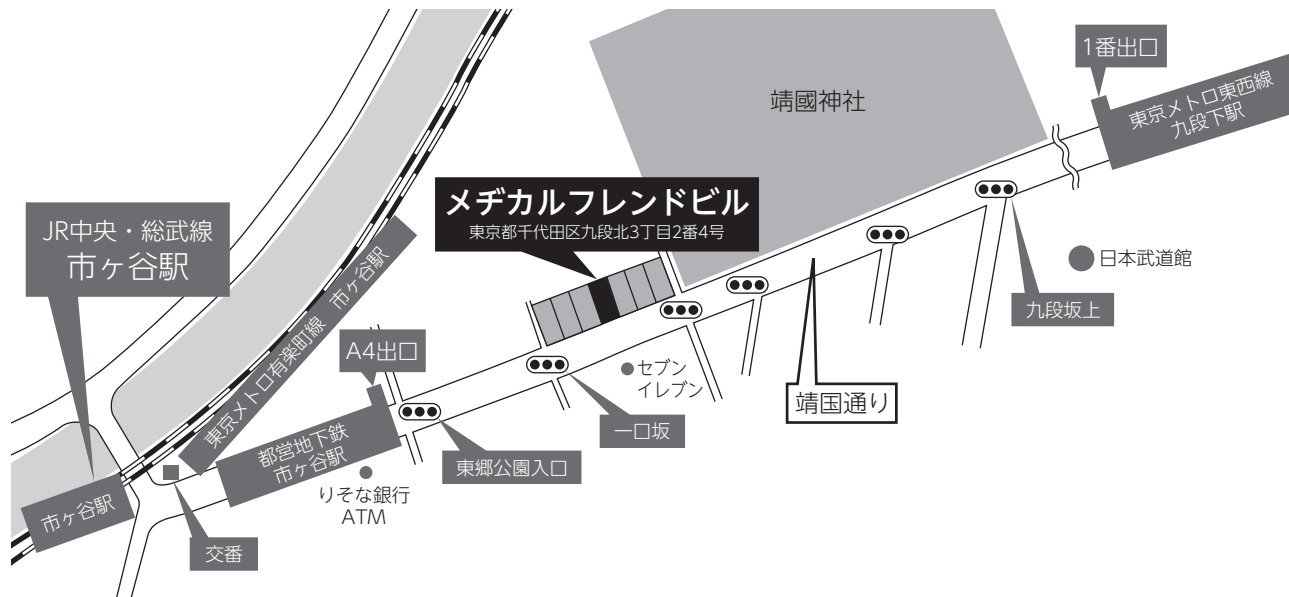 1番出口
東京メトロ東西線
九段下駅
靖國神社
メヂカルフレンドビル
東京都千代田区九段北3丁目2番4号
JR中央・総武線
市ヶ谷駅
日本武道館
九段坂上
東京メトロ有楽町線 市ヶ谷駅
A4出口
セブン
イレブン
靖国通り
一口坂
都営地下鉄
市ヶ谷駅
東郷公園入口
りそな銀行
ATM
市ヶ谷駅
交番